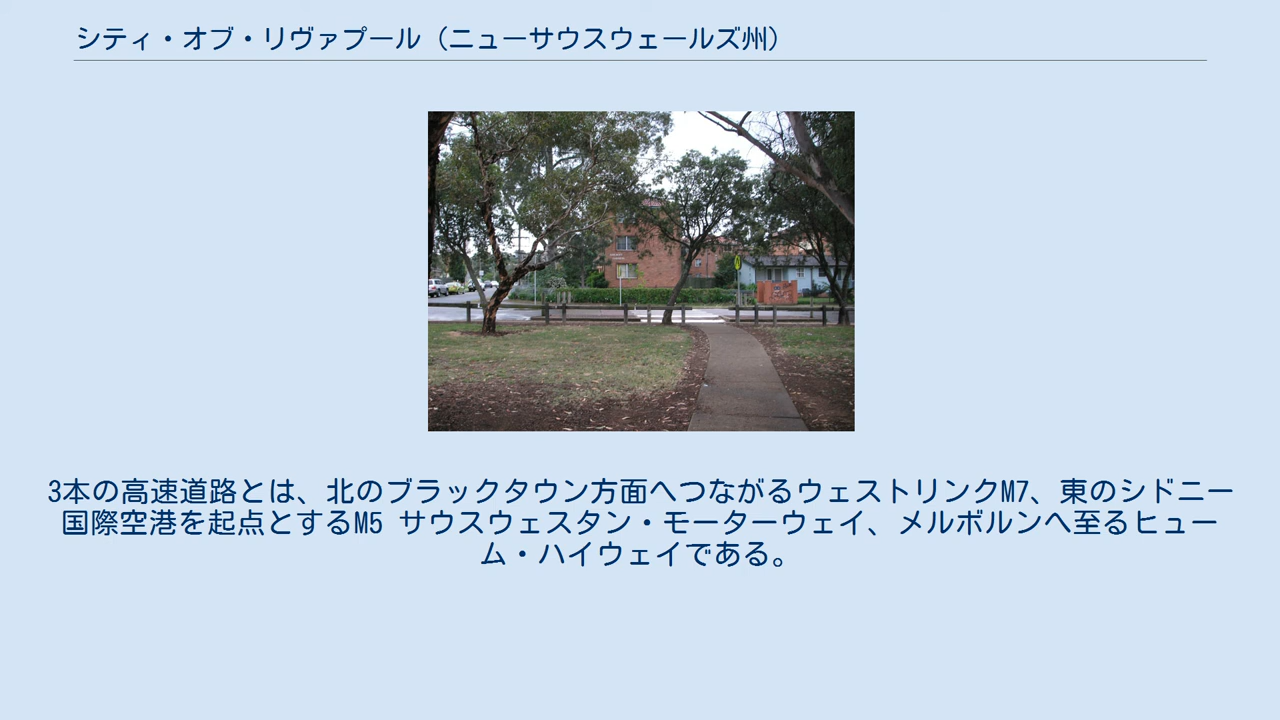 シティ・オブ・リヴァプール（ニューサウスウェールズ州）
3本の高速道路とは、北のブラックタウン方面へつながるウェストリンクM7、東のシドニー
国際空港を起点とするM5 サウスウェスタン・モーターウェイ、メルボルンへ至るヒュー
ム・ハイウェイである。